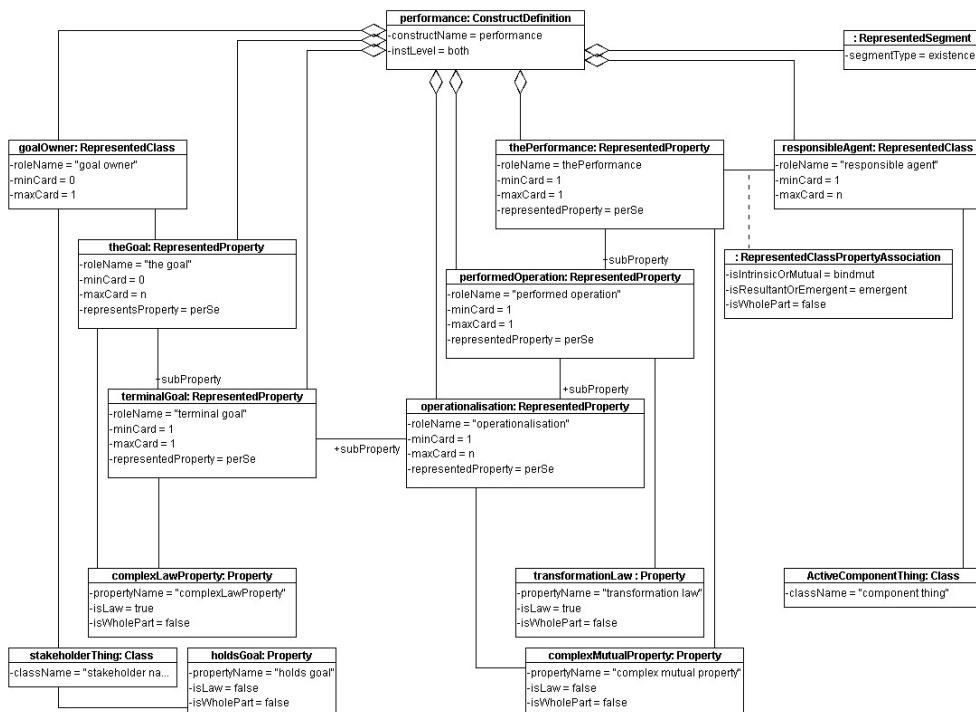 performance: ConstructDefinition
-constructName = performance
-instLevel = both
: RepresentedSegment
-segmentType = existence
goalOwner: RepresentedClass
-roleName = "goal owner"
-minCard = 0
-maxCard = 1
thePerformance: RepresentedProperty
-roleName = thePerformance
-minCard = 1
-maxCard = 1
-representedProperty = perSe
responsibleAgent: RepresentedClass
-roleName = "responsible agent"
-minCard = 1
-maxCard = n
theGoal: RepresentedProperty
-roleName = "the goal"
-minCard = 0
-maxCard = n
-representsProperty = perSe
-subProperty
: RepresentedClassPropertyAssociation
-isIntrinsicOrMutual = bindmut
-isResultantOrEmergent = emergent
-isWholePart = false
performedOperation: RepresentedProperty
-roleName = "performed operation"
-minCard = 1
-maxCard = 1
-representedProperty = perSe
-subProperty
terminalGoal: RepresentedProperty
-roleName = "terminal goal"
-minCard = 1
-maxCard = 1
-representedProperty = perSe
+subProperty
+subProperty
operationalisation: RepresentedProperty
-roleName = "operationalisation"
-minCard = 1
-maxCard = n
-representedProperty = perSe
complexLawProperty: Property
-propertyName = "complexLawProperty"
-isLaw = true
-isWholePart = false
transformationLaw : Property
-propertyName = "transformation law"
-isLaw = true
-isWholePart = false
ActiveComponentThing: Class
-className = "component thing"
stakeholderThing: Class
-className = "stakeholder na...
holdsGoal: Property
-propertyName = "holds goal"
-isLaw = false
-isWholePart = false
complexMutualProperty: Property
-propertyName = "complex mutual property"
-isLaw = false
-isWholePart = false